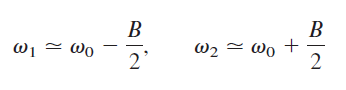 ω₁ ≃ ω₀ − B/2, ω₂ ≃ ω₀ + B/2